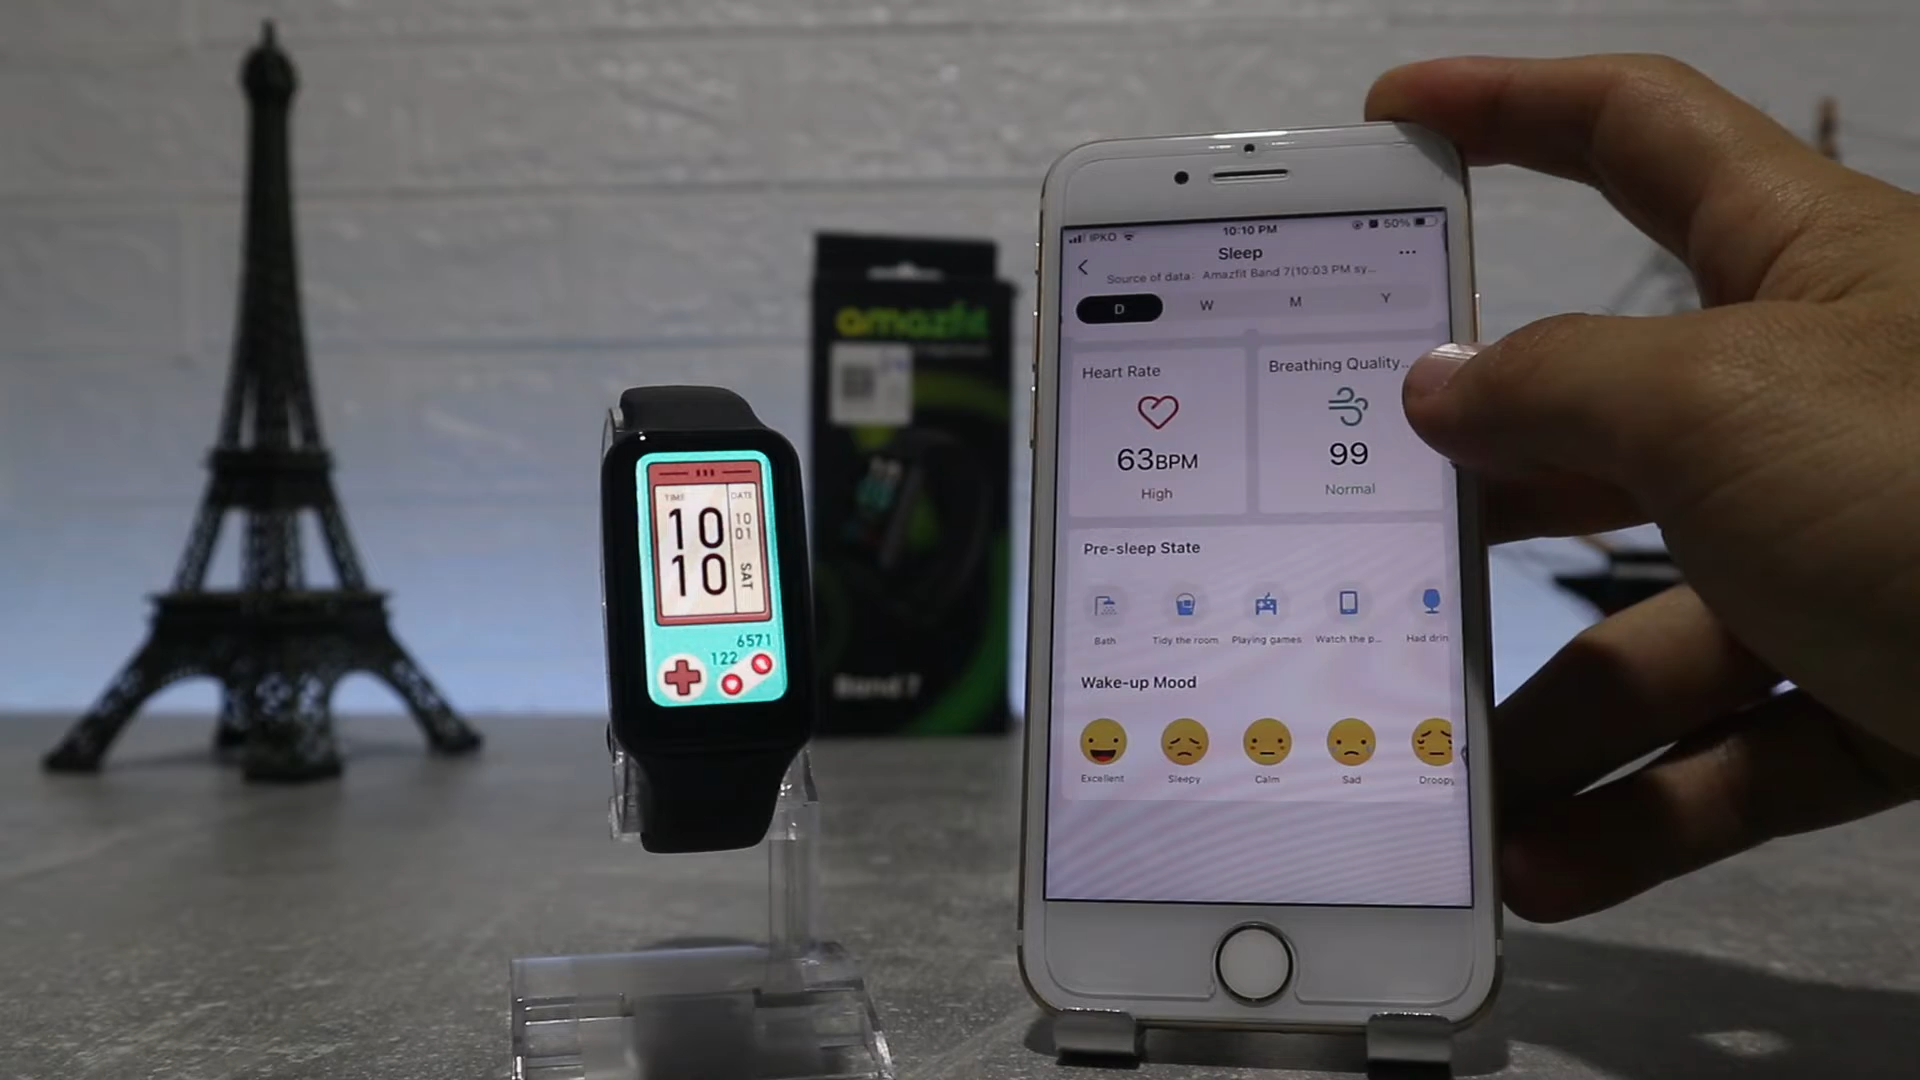 amazfit
Band 7
TIME
DATE
10
10
10
01
SAT
6571
122
IPKO
10:10 PM
50%
Sleep
Source of data: Amazfit Band 7(10:03 PM sy...
D
W
M
Y
Heart Rate
63BPM
High
Breathing Quality...
99
Normal
Pre-sleep State
Bath
Tidy the room
Playing games
Watch the p...
Had drin
Wake-up Mood
Excellent
Sleepy
Calm
Sad
Droopy